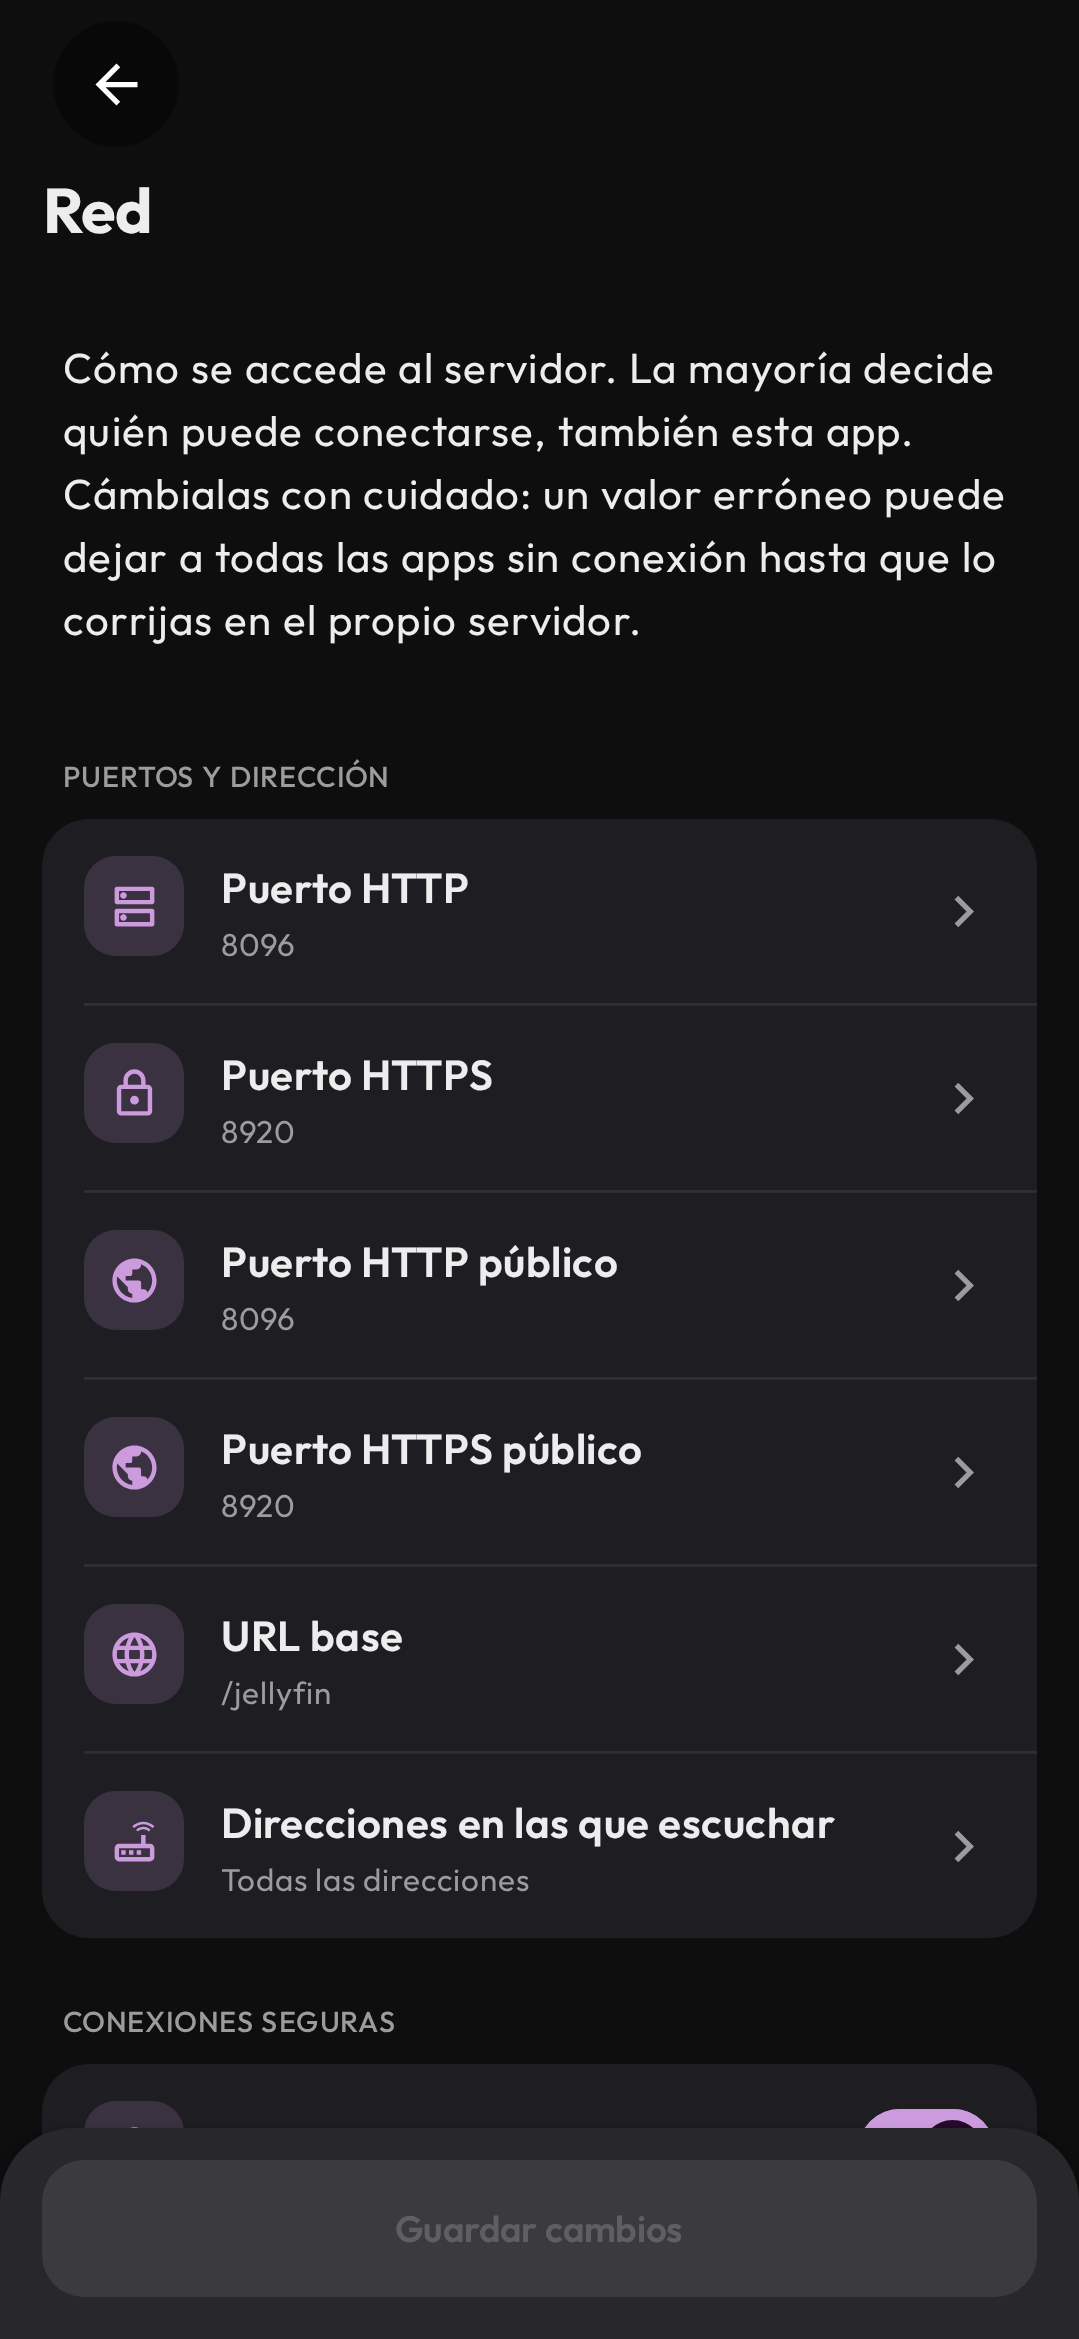 Red
Cómo se accede al servidor. La mayoría decide
quién puede conectarse, también esta app.
Cámbialas con cuidado: un valor erróneo puede
dejar a todas las apps sin conexión hasta que lo
corrijas en el propio servidor.
PUERTOS Y DIRECCIÓN
Puerto HTTP
8096
Puerto HTTPS
8920
Puerto HTTP público
8096
Puerto HTTPS público
8920
URL base
/jellyfin
Direcciones en las que escuchar
Todas las direcciones
CONEXIONES SEGURAS
Guardar cambios